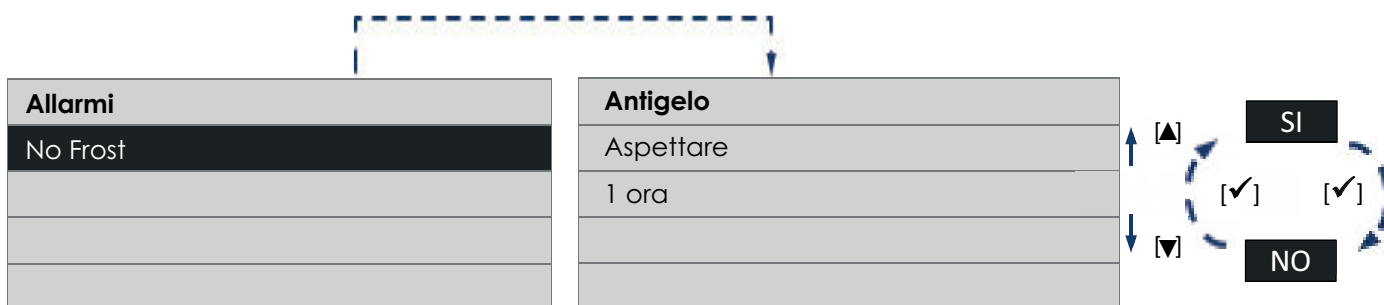 Allarmi
No Frost
Antigelo
Aspettare
1 ora
[▲]
[▼]
SI
[✓] [✓]
NO